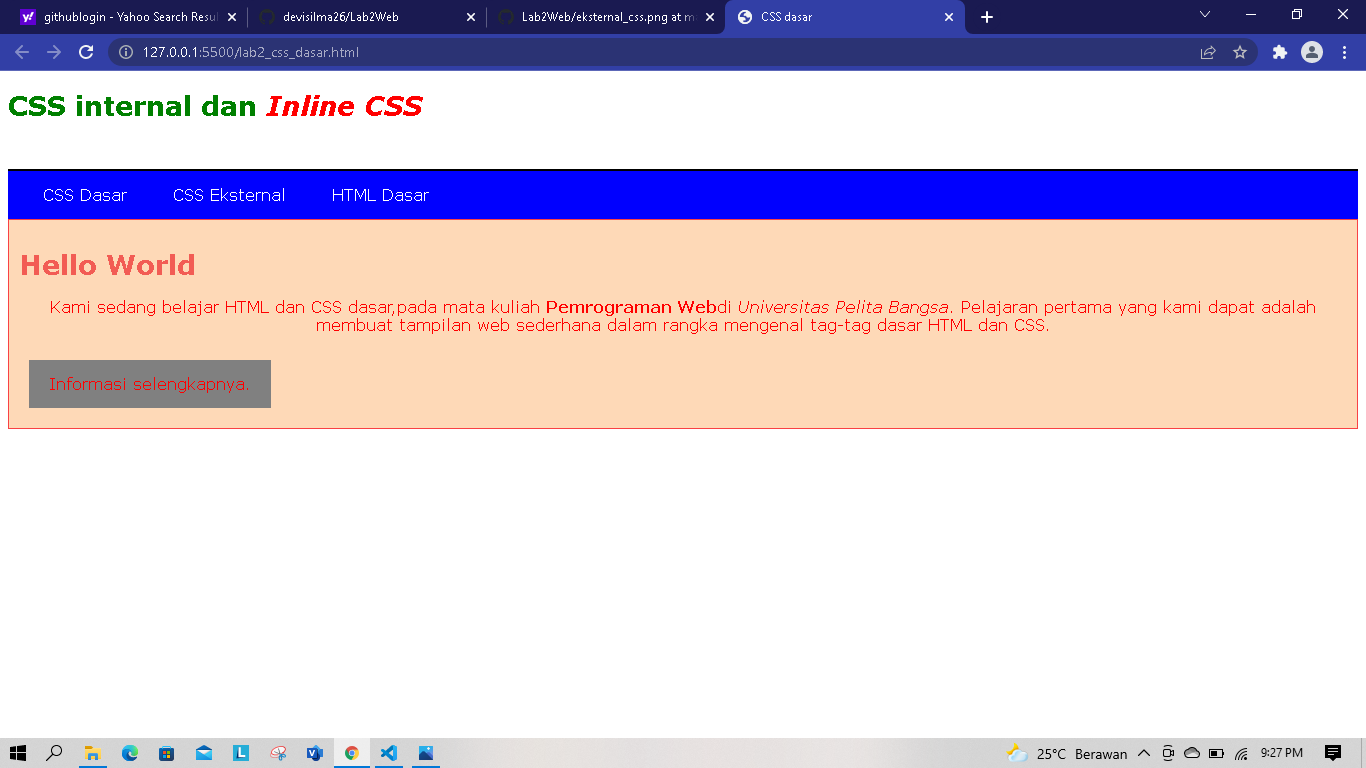 githublogin - Yahoo Search Resul
devisilma26/Lab2Web
Lab2Web/eksternal_css.png at ma
CSS dasar
127.0.0.1:5500/lab2_css_dasar.html
CSS internal dan Inline CSS
CSS Dasar CSS Eksternal HTML Dasar
Hello World
Kami sedang belajar HTML dan CSS dasar,pada mata kuliah Pemrograman Webdi Universitas Pelita Bangsa. Pelajaran pertama yang kami dapat adalah
membuat tampilan web sederhana dalam rangka mengenal tag-tag dasar HTML dan CSS.
Informasi selengkapnya.
25°C Berawan
9:27 PM